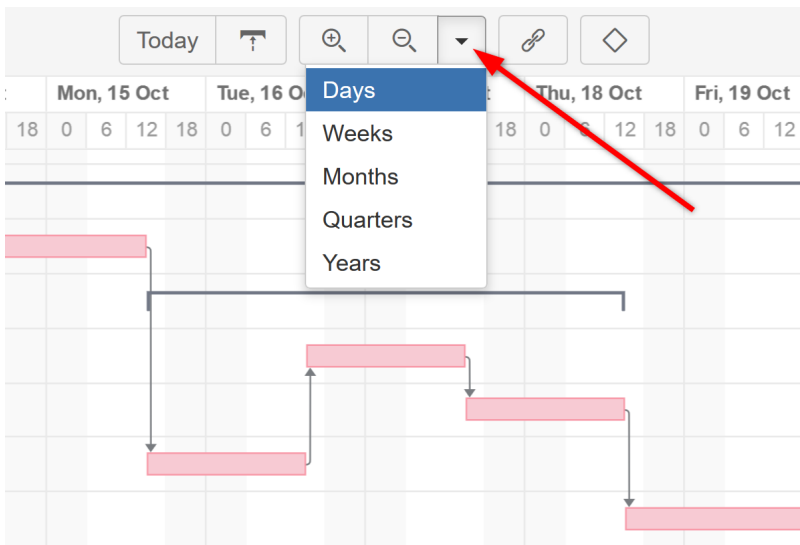 Today
Days
Weeks
Months
Quarters
Years
Mon, 15 Oct Tue, 16 Thu, 18 Oct Fri, 19 Oct
18 0 6 12 18 0 6 18 0 6 12 18 0 6 12